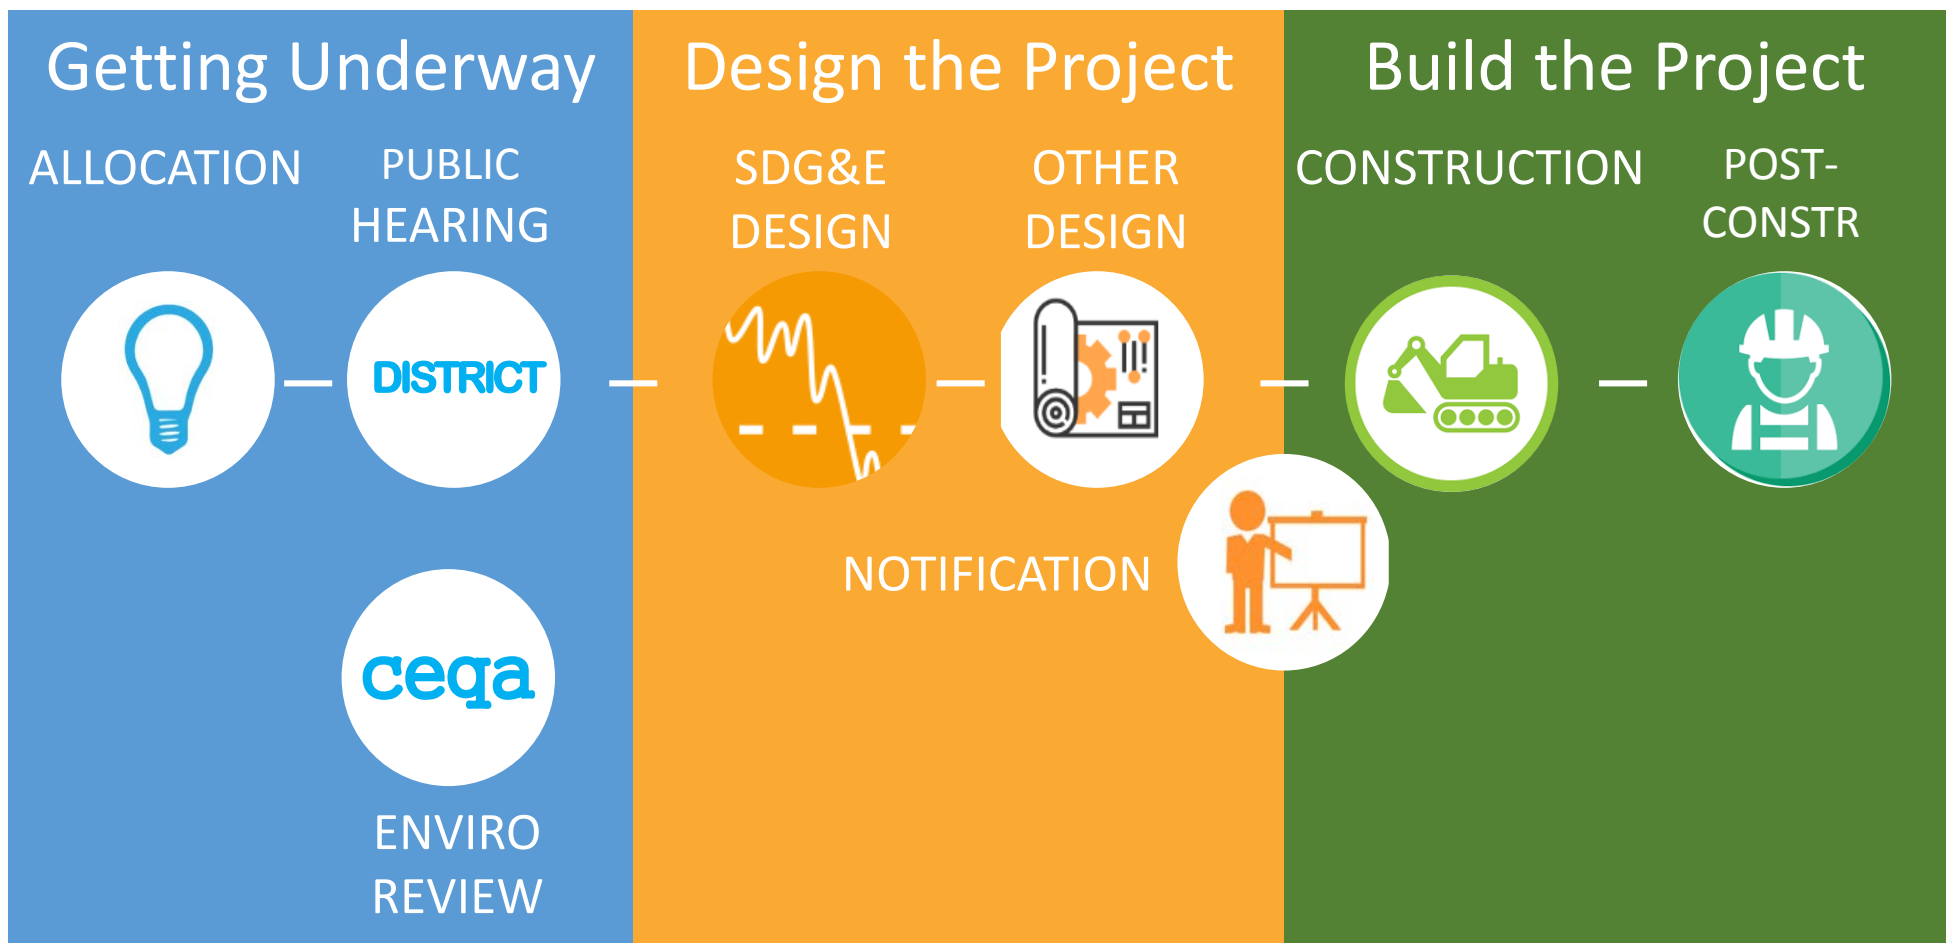 Getting Underway
ALLOCATION
PUBLIC
HEARING
DISTRICT
ceqa
ENVIRO
REVIEW
Design the Project
SDG&E
DESIGN
OTHER
DESIGN
NOTIFICATION
Build the Project
CONSTRUCTION
POST-
CONSTR